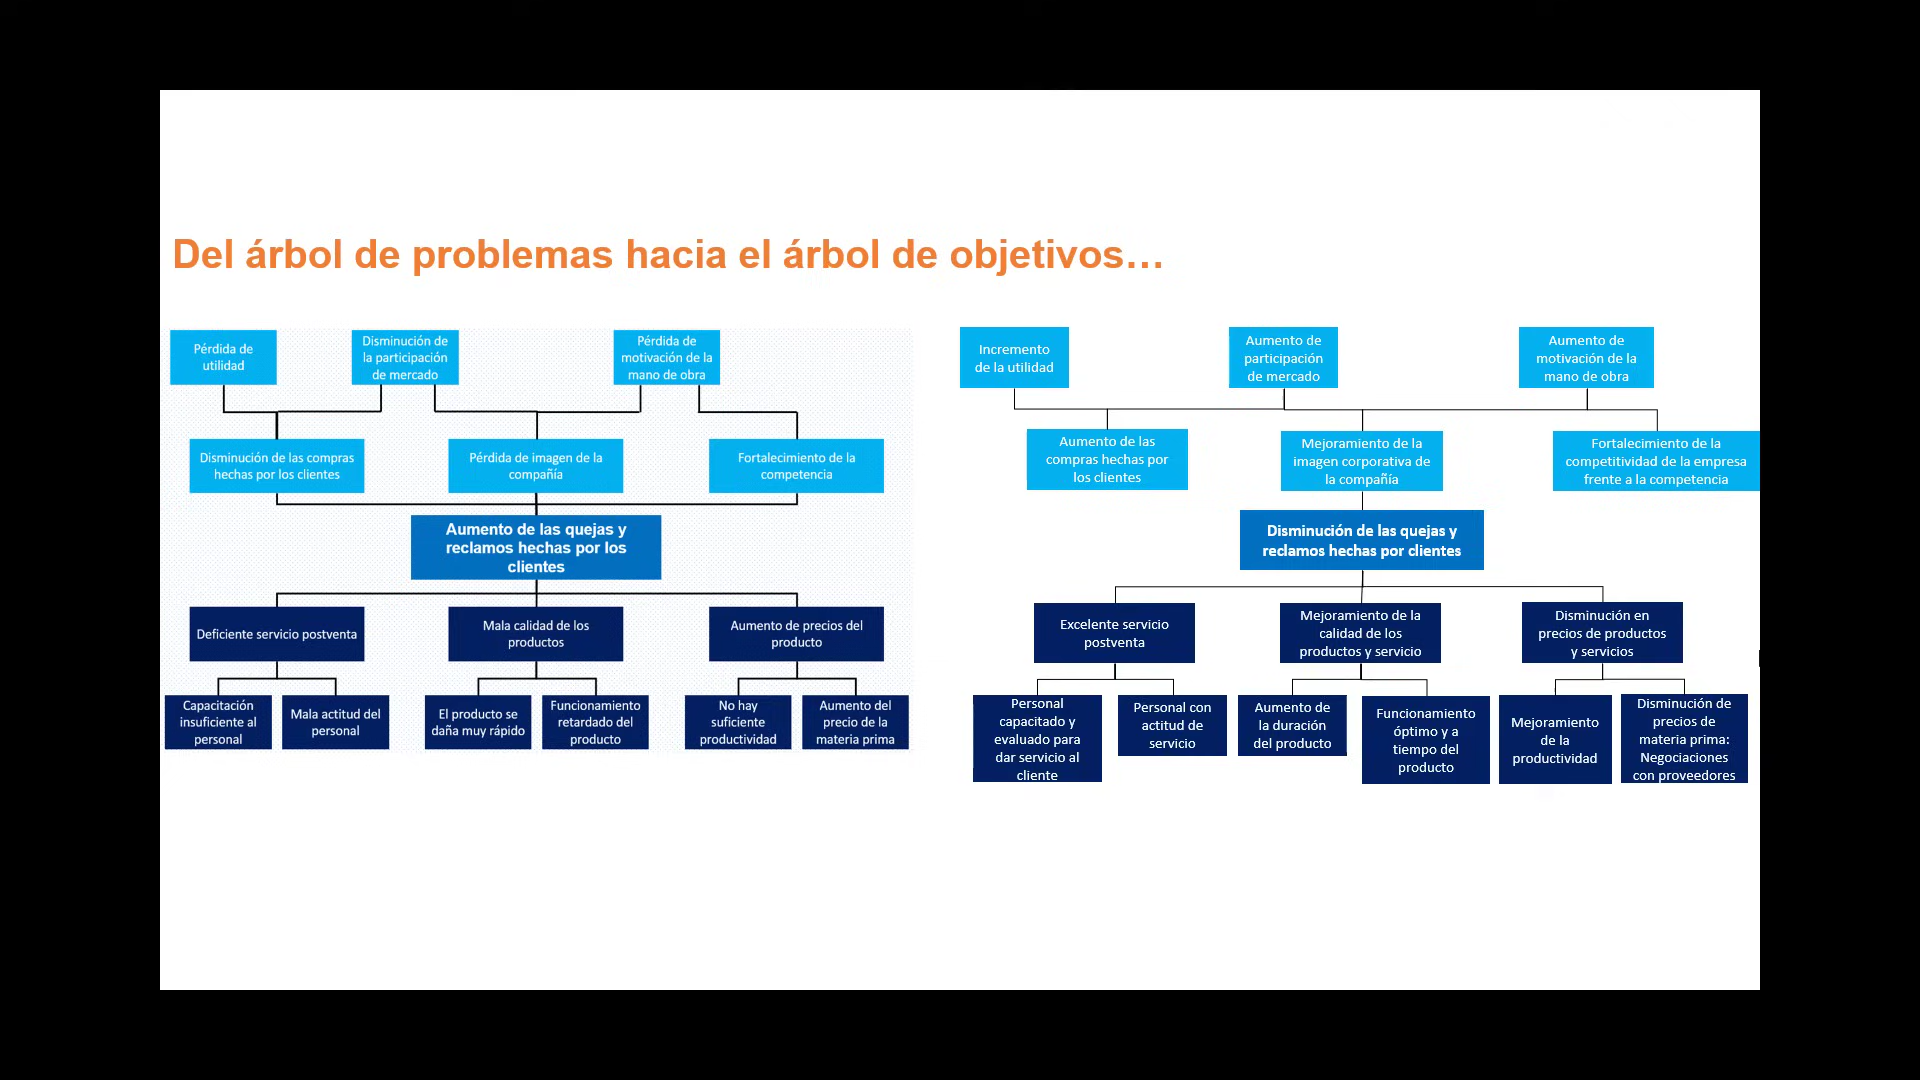 Del árbol de problemas hacia el árbol de objetivos…
Pérdida de
utilidad
Disminución de
la participación
de mercado
Pérdida de
motivación de la
mano de obra
Disminución de las compras
hechas por los clientes
Pérdida de imagen de la
compañía
Fortalecimiento de la
competencia
Aumento de las quejas y
reclamos hechas por los
clientes
Deficiente servicio postventa
Mala calidad de los
productos
Aumento de precios del
producto
Capacitación
insuficiente al
personal
Mala actitud del
personal
El producto se
daña muy rápido
Funcionamiento
retardado del
producto
No hay
suficiente
productividad
Aumento del
precio de la
materia prima
Incremento
de la utilidad
Aumento de
participación
de mercado
Aumento de
motivación de la
mano de obra
Aumento de las
compras hechas por
los clientes
Mejoramiento de la
imagen corporativa de
la compañía
Fortalecimiento de la
competitividad de la empresa
frente a la competencia
Disminución de las quejas y
reclamos hechas por clientes
Excelente servicio
postventa
Mejoramiento de la
calidad de los
productos y servicio
Disminución en
precios de productos
y servicios
Personal
capacitado y
evaluado para
dar servicio al
cliente
Personal con
actitud de
servicio
Aumento de
la duración
del producto
Funcionamiento
óptimo y a
tiempo del
producto
Mejoramiento
de la
productividad
Disminución de
precios de
materia prima:
Negociaciones
con proveedores